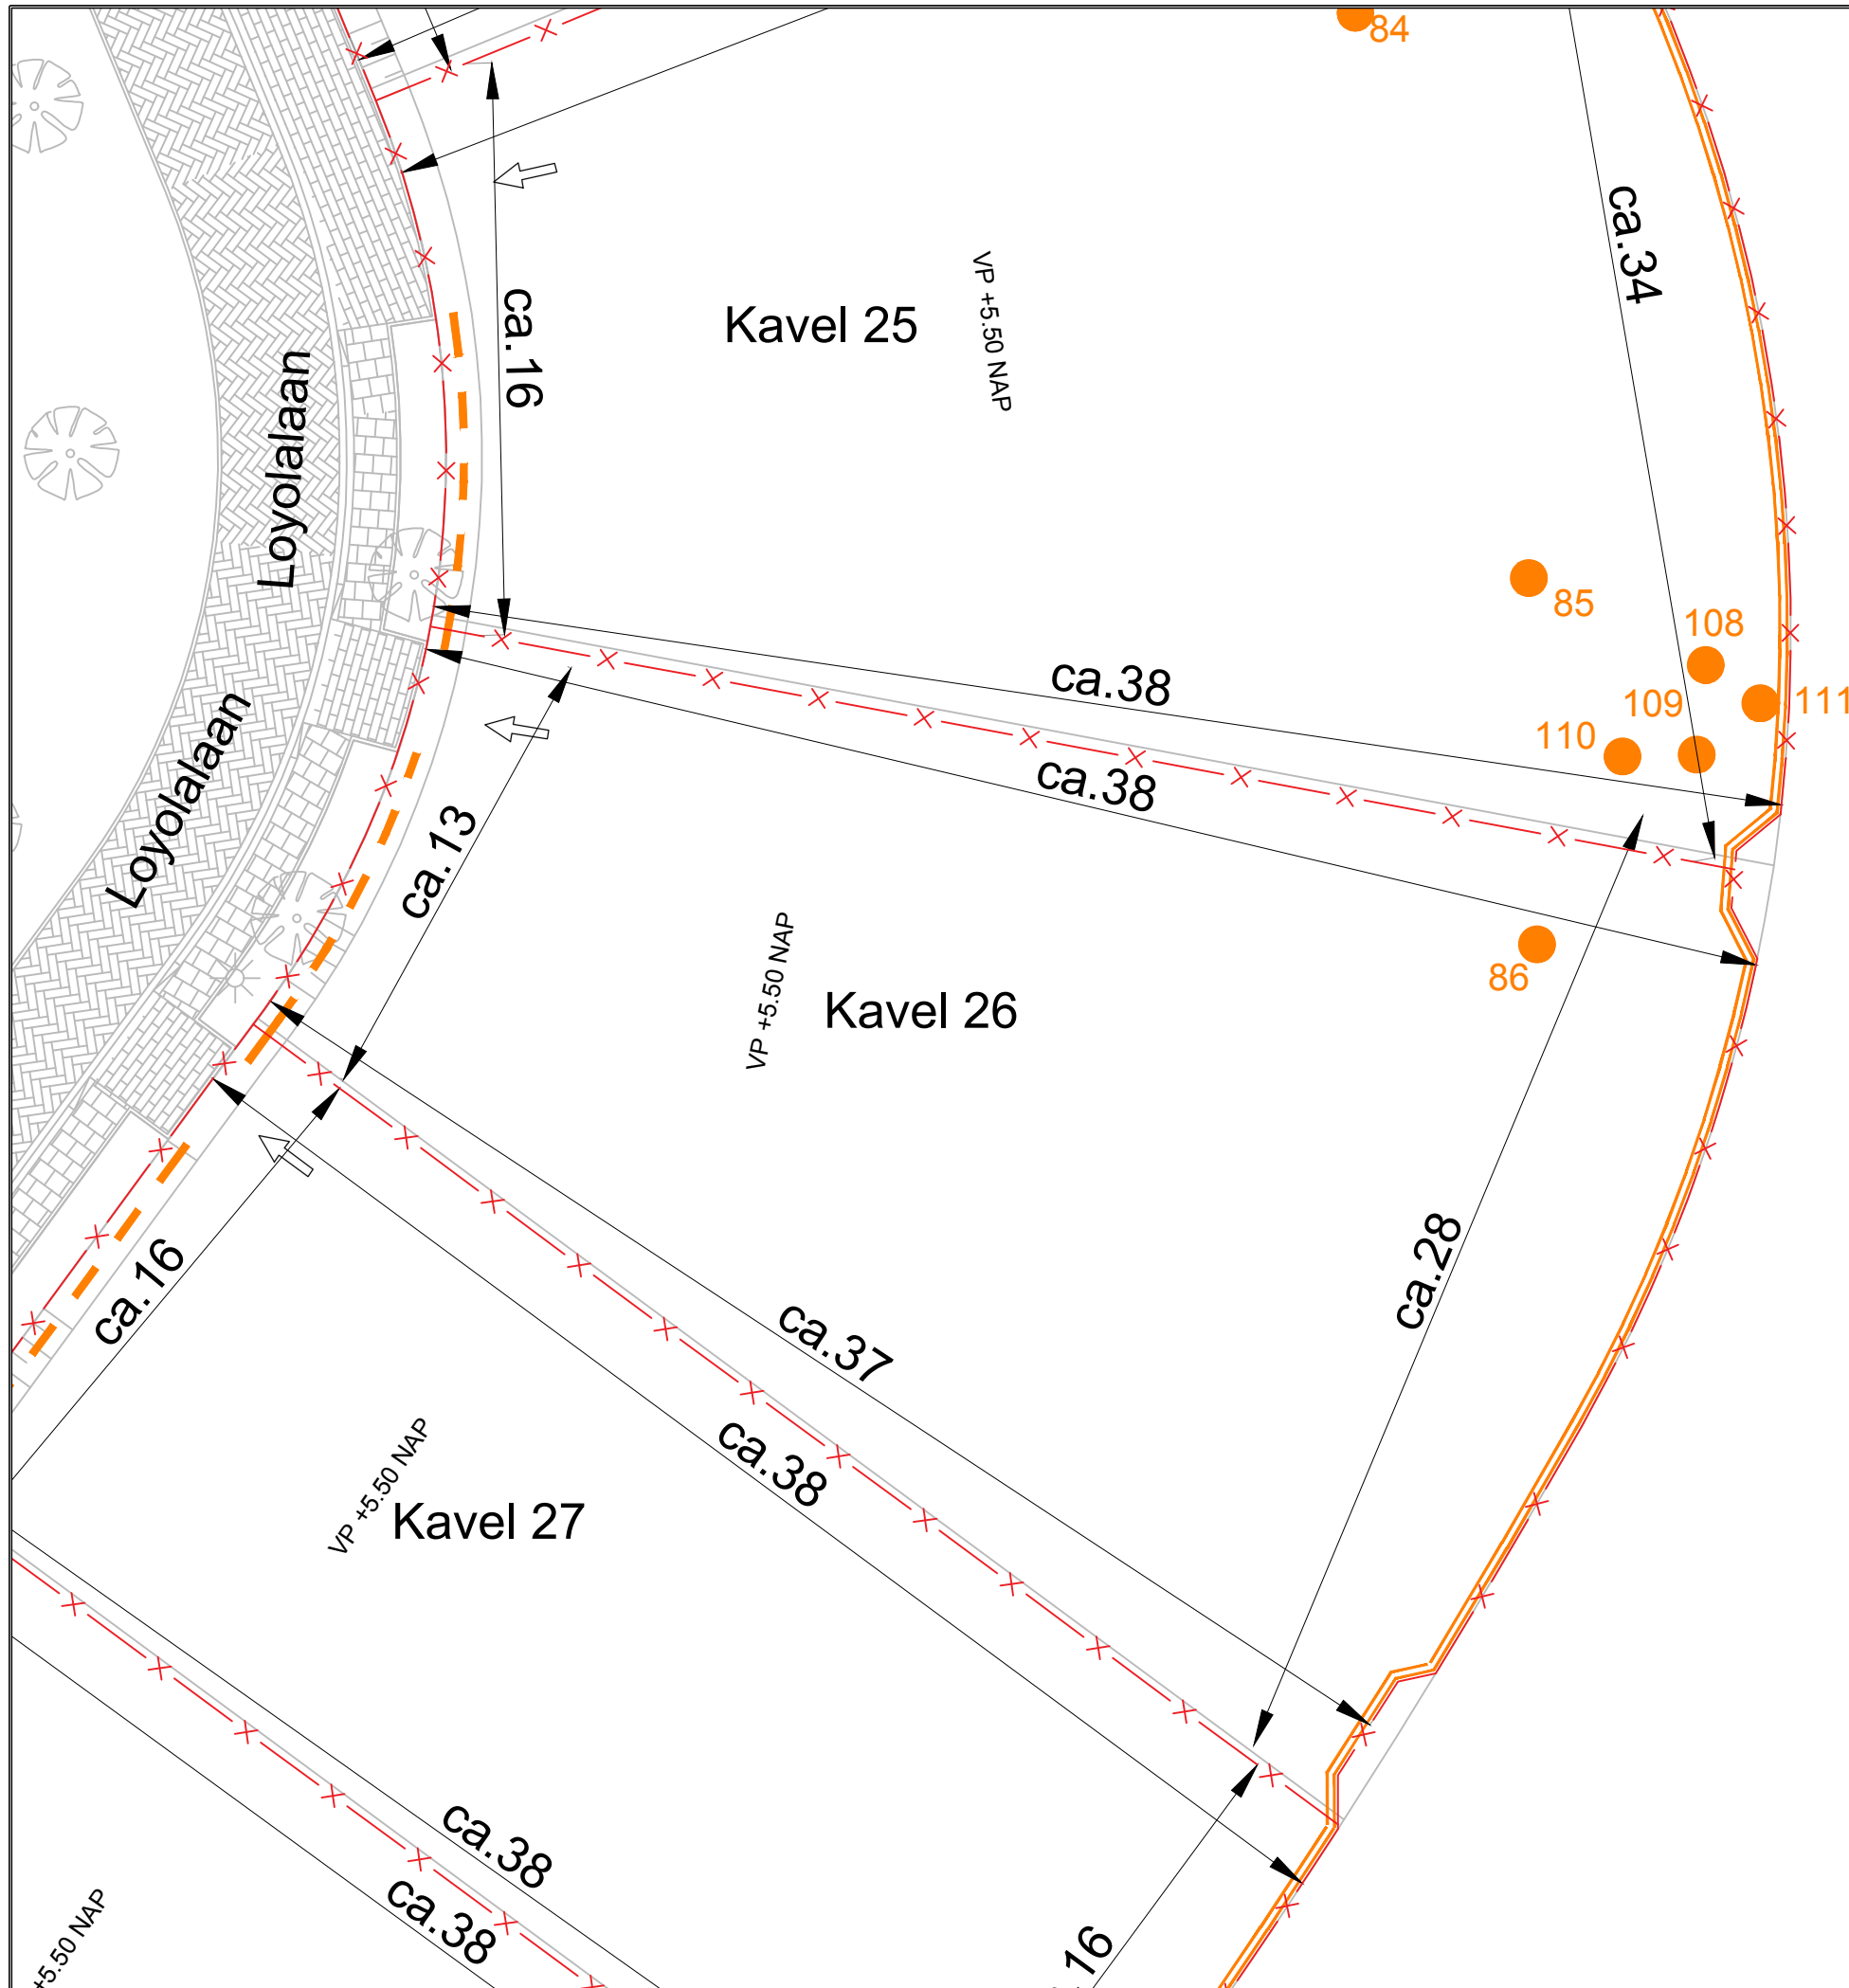 84
ca.34
ca.16
Kavel 25
VP +5.50 NAP
Loyolalaan
85
108
109
111
110
ca.38
ca.38
Loyolalaan
ca.13
86
VP +5.50 NAP
Kavel 26
ca.28
ca.16
ca.37
ca.38
VP +5.50 NAP
Kavel 27
ca.38
ca.38
+5.50 NAP
16